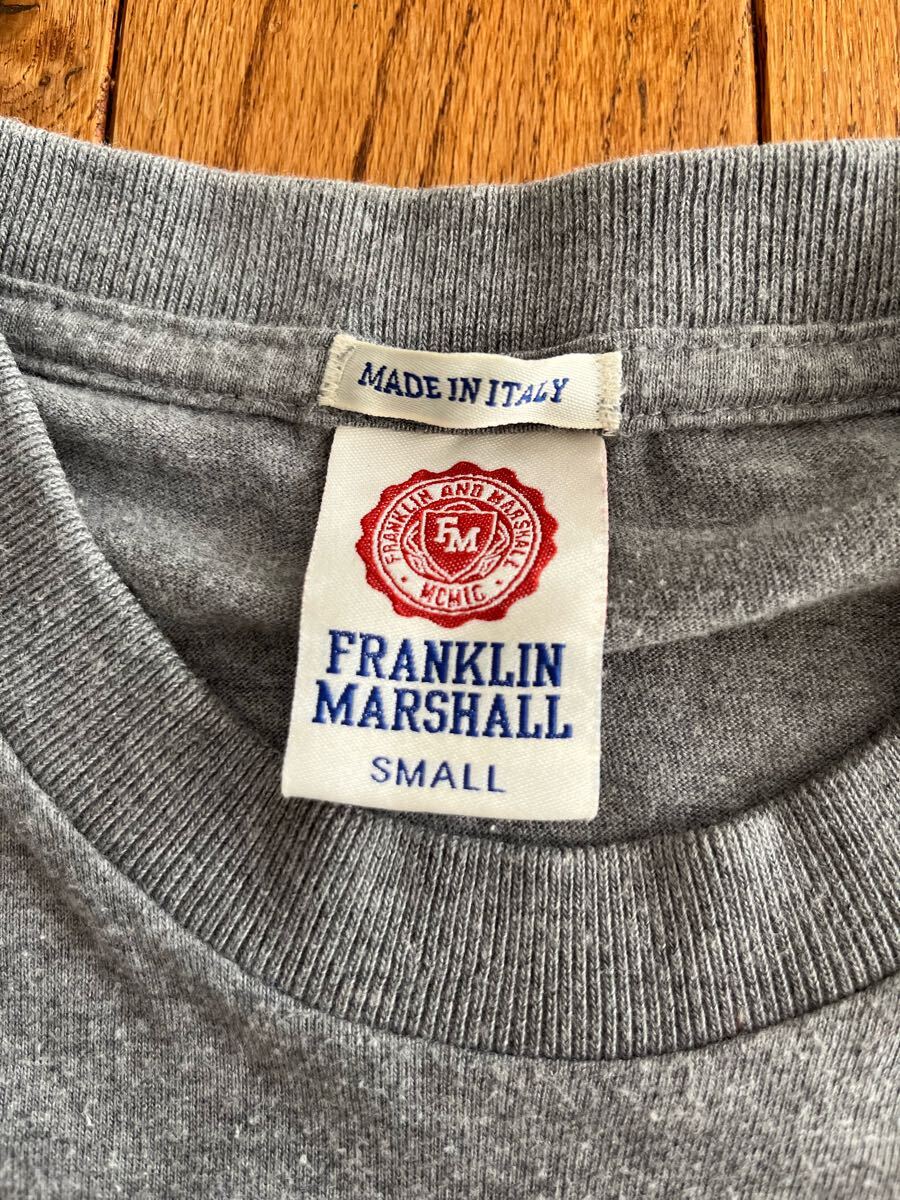 MADE IN ITALY
FRANKLIN AND MARSHALL
FM
MCMIC
FRANKLIN
MARSHALL
SMALL